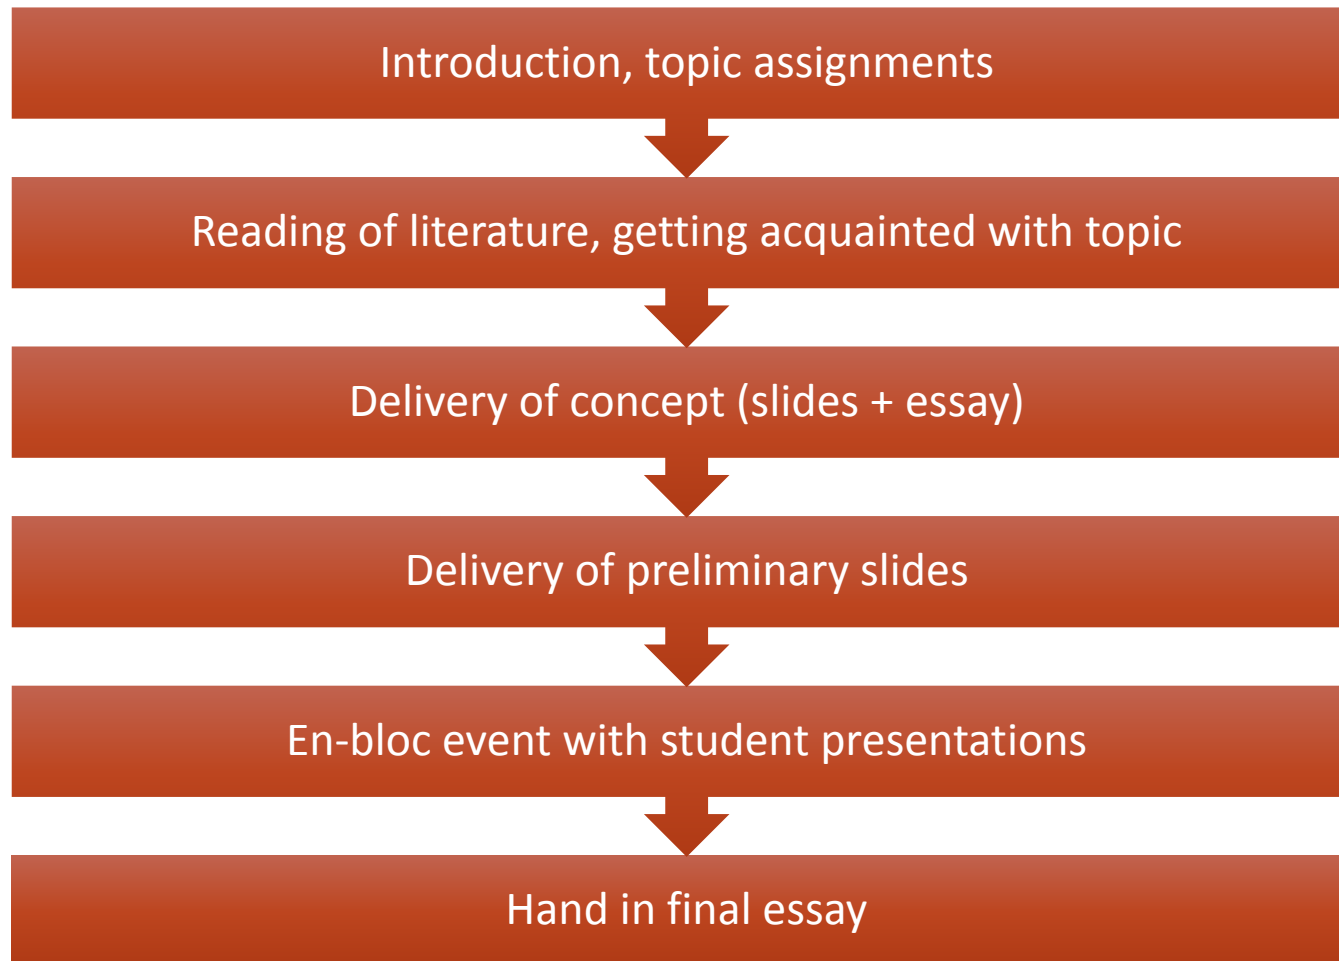 Introduction, topic assignments
Reading of literature, getting acquainted with topic
Delivery of concept (slides + essay)
Delivery of preliminary slides
En-bloc event with student presentations
Hand in final essay